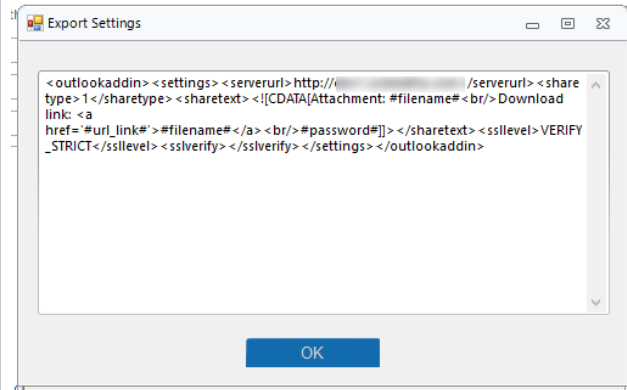 Export Settings
<outlookaddin><settings><serverurl>http:// /serverurl><share
type>1</sharetype><sharetext><![CDATA[Attachment: #filename#<br/>Download
link: <a
href='#url_link#'>#filename#</a><br/>#password#]]></sharetext><ssllevel>VERIFY
_STRICT</ssllevel><sslverify></sslverify></settings></outlookaddin>
OK